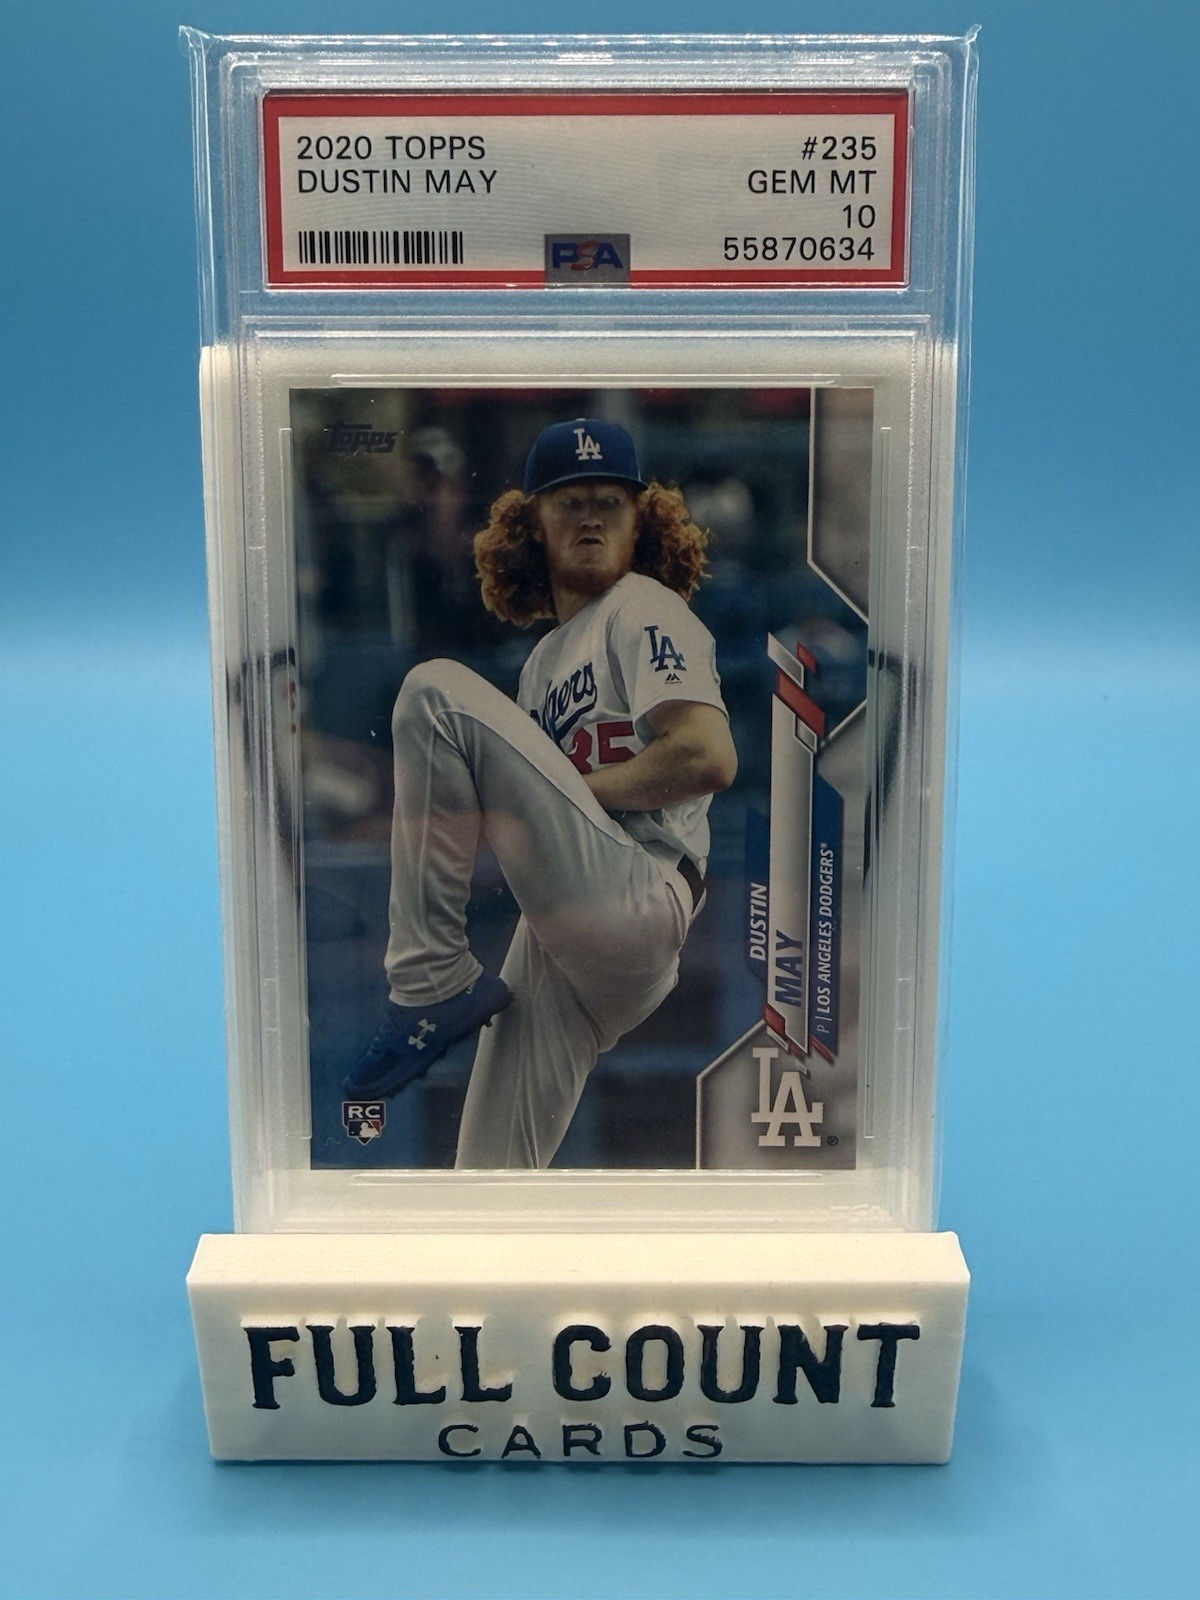 2020 TOPPS #235
DUSTIN MAY GEM MT
10
PSA 55870634
Topps
LA
LA
35
DUSTIN
MAY
P | LOS ANGELES DODGERS®
RC
LA®
FULL COUNT
CARDS